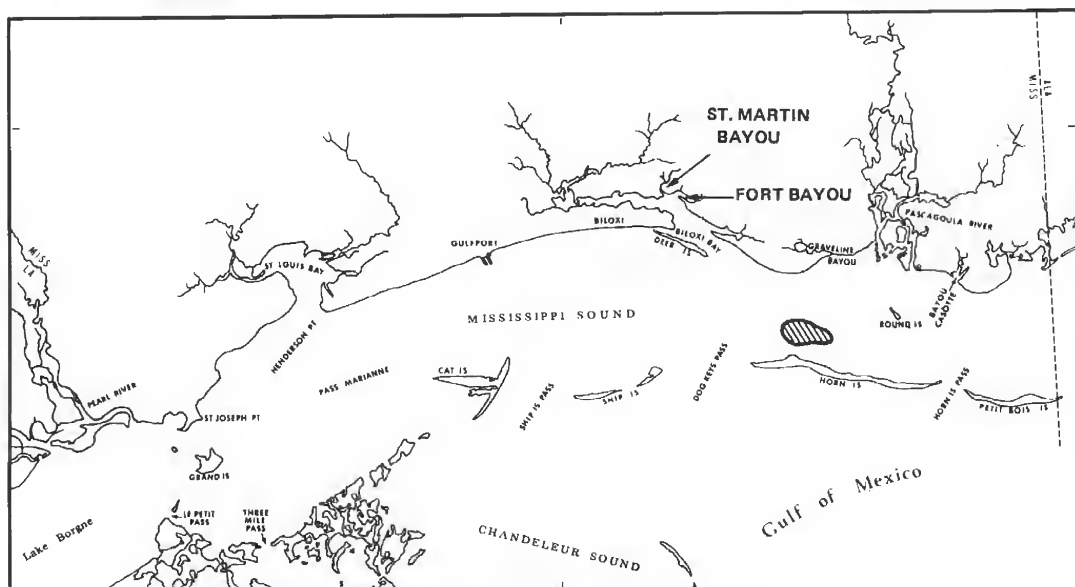 ALA
MISS
ST. MARTIN
BAYOU
FORT BAYOU
PASCAGOULA RIVER
BILOXI
BILOXI BAY
DEER IS
GULFPORT
GRAVELINE
BAYOU
MISS
LA
ST LOUIS BAY
BAYOU
CASOTTE
ROUND IS
HENDERSON PT
MISSISSIPPI SOUND
PASS MARIANNE
CAT IS
SHIP IS PASS
SHIP IS
DOG KEYS PASS
HORN IS
HORN IS PASS
PETIT BOIS IS
PEARL RIVER
ST JOSEPH PT
GRAND IS
Gulf of Mexico
LE PETIT
PASS
THREE
MILE
PASS
Lake Borgne
CHANDELEUR SOUND